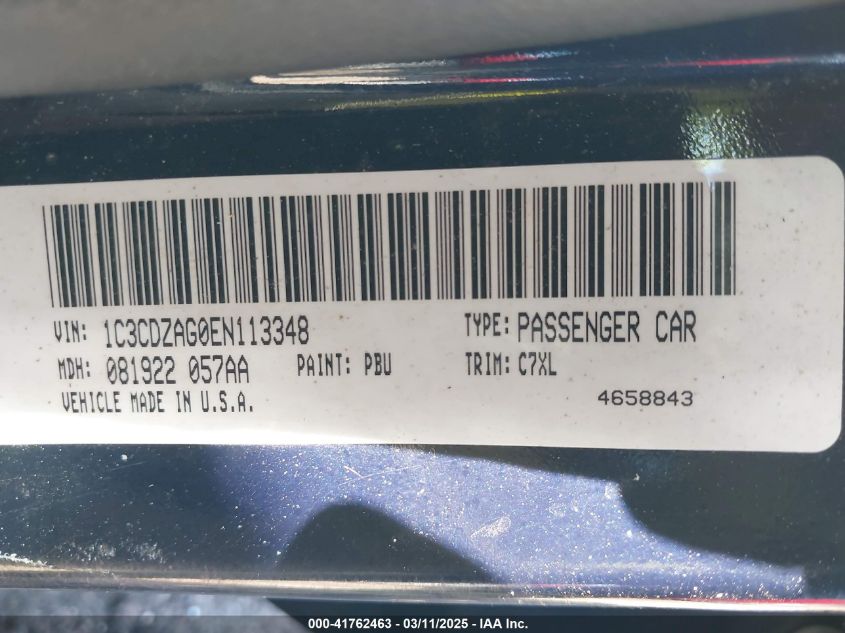 VIN: 1C3CDZAG0EN113348 TYPE: PASSENGER CAR
MDH: 081922 057AA PAINT: PBU TRIM: C7XL
VEHICLE MADE IN U.S.A. 4658843
000-41762463 - 03/11/2025 - IAA Inc.